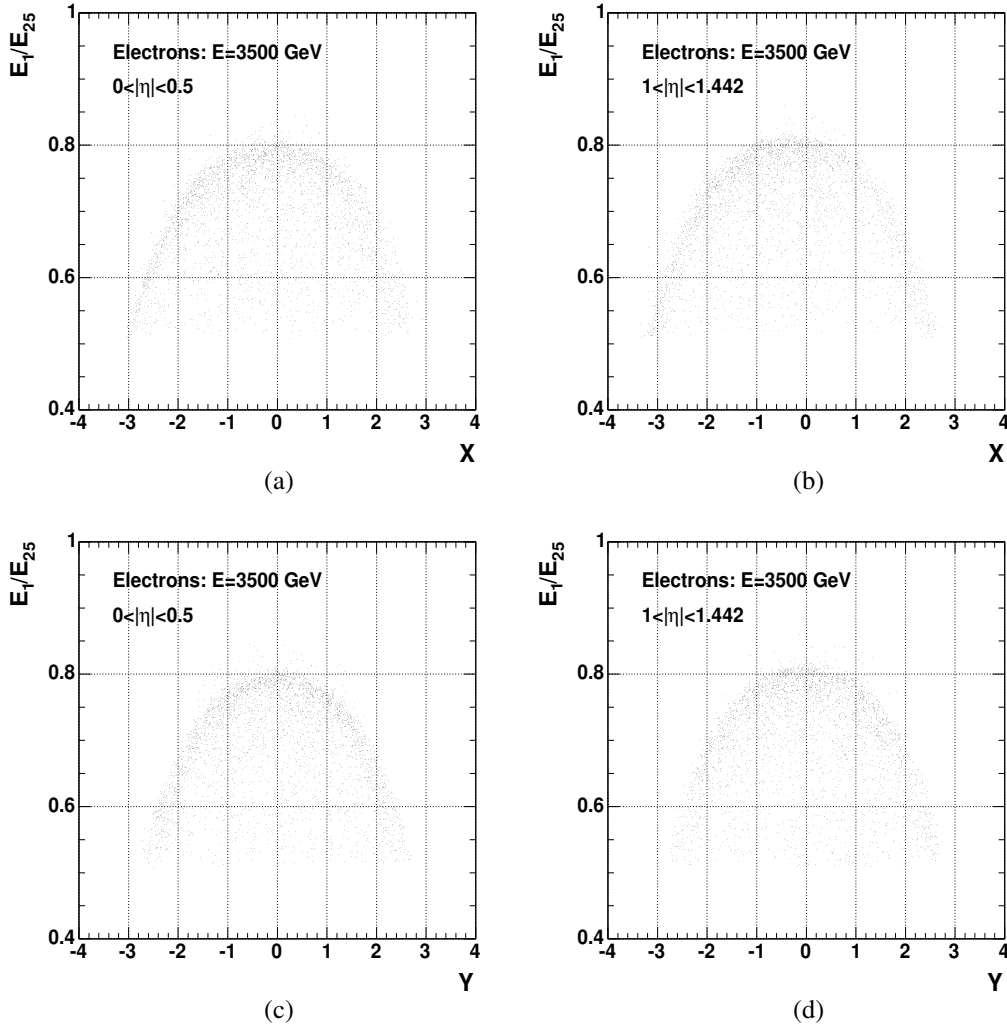 E1/E25
1
0.8
0.6
0.4
Electrons: E=3500 GeV
0<|η|<0.5
-4 -3 -2 -1 0 1 2 3 4
X
(a)
E1/E25
1
0.8
0.6
0.4
Electrons: E=3500 GeV
1<|η|<1.442
-4 -3 -2 -1 0 1 2 3 4
X
(b)
E1/E25
1
0.8
0.6
0.4
Electrons: E=3500 GeV
0<|η|<0.5
-4 -3 -2 -1 0 1 2 3 4
Y
(c)
E1/E25
1
0.8
0.6
0.4
Electrons: E=3500 GeV
1<|η|<1.442
-4 -3 -2 -1 0 1 2 3 4
Y
(d)